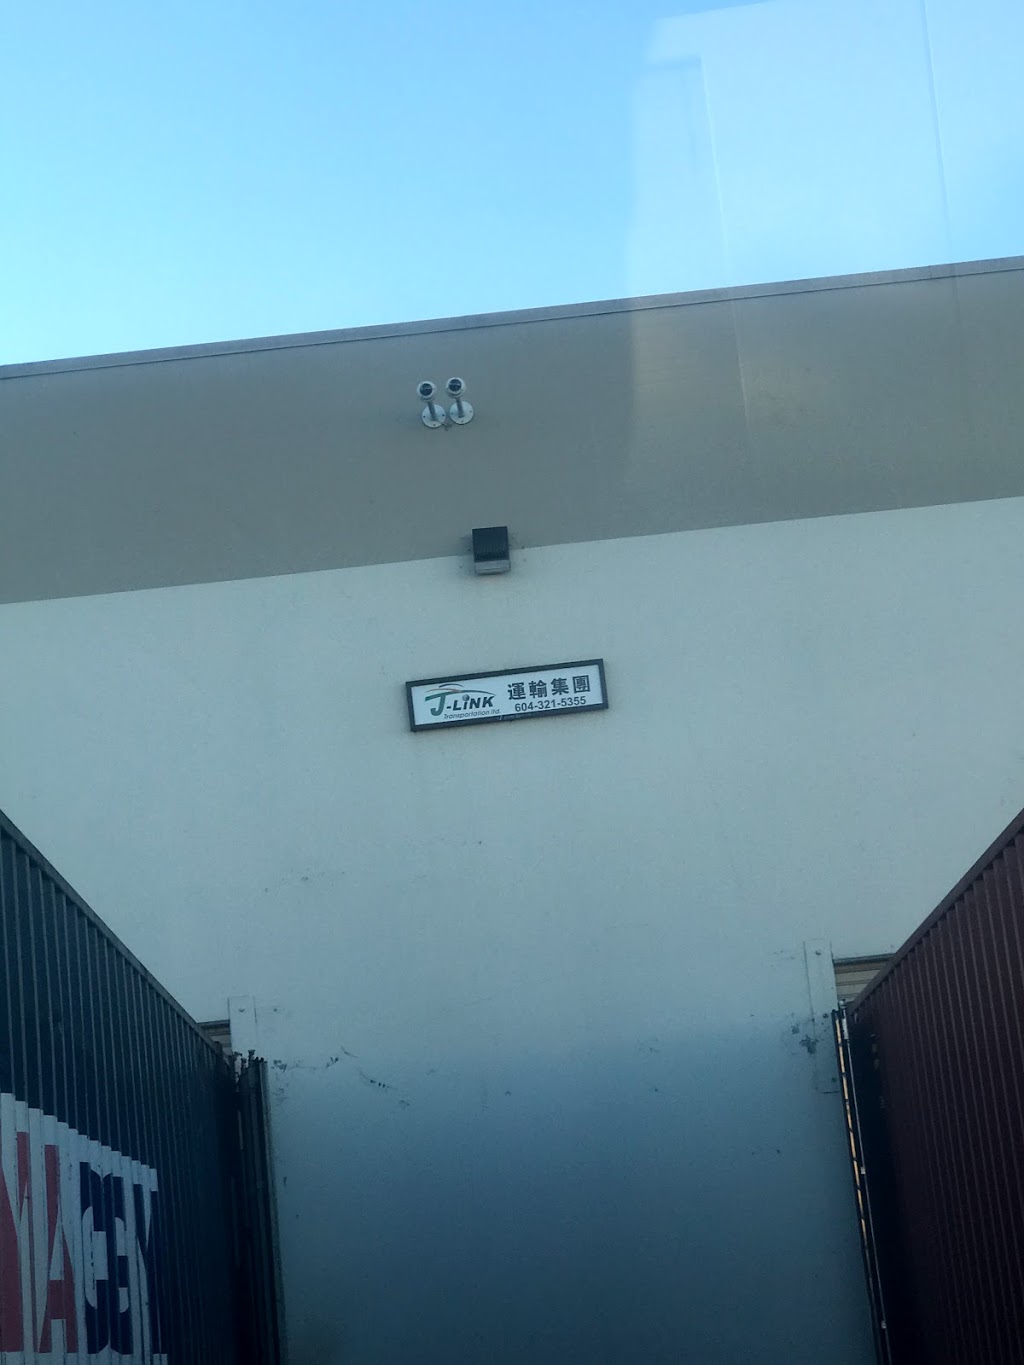 J-LiNK 運輸集團
Transportation ltd. 604-321-5355